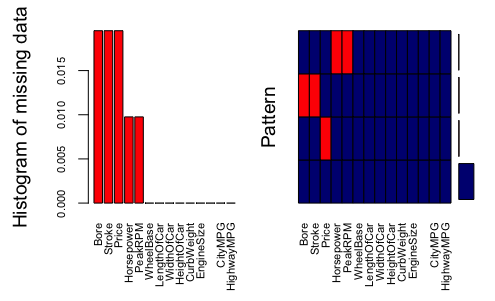 Histogram of missing data
0.000
0.005
0.010
0.015
Bore
Stroke
Price
Horsepower
PeakRPM
WheelBase
LengthOfCar
WidthOfCar
HeightOfCar
CurbWeight
EngineSize
CityMPG
HighwayMPG
Pattern
Bore
Stroke
Price
Horsepower
PeakRPM
WheelBase
LengthOfCar
WidthOfCar
HeightOfCar
CurbWeight
EngineSize
CityMPG
HighwayMPG